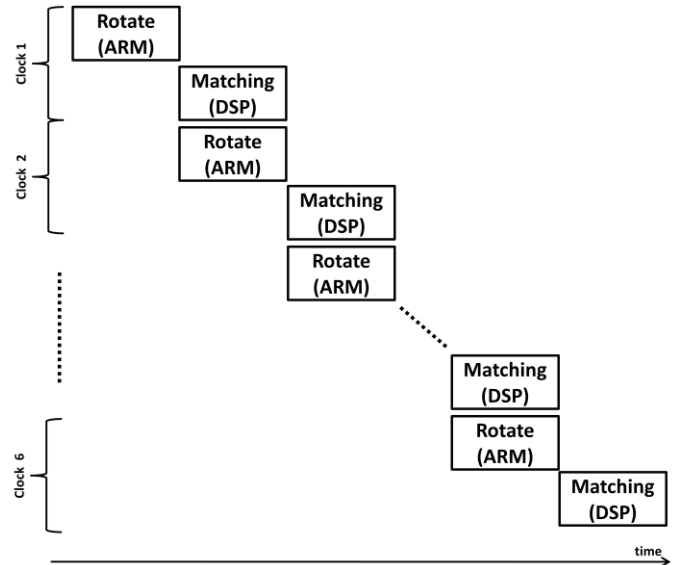 Clock 1
Rotate
(ARM)
Matching
(DSP)
Clock 2
Rotate
(ARM)
Matching
(DSP)
Rotate
(ARM)
Matching
(DSP)
Clock 6
Rotate
(ARM)
Matching
(DSP)
time